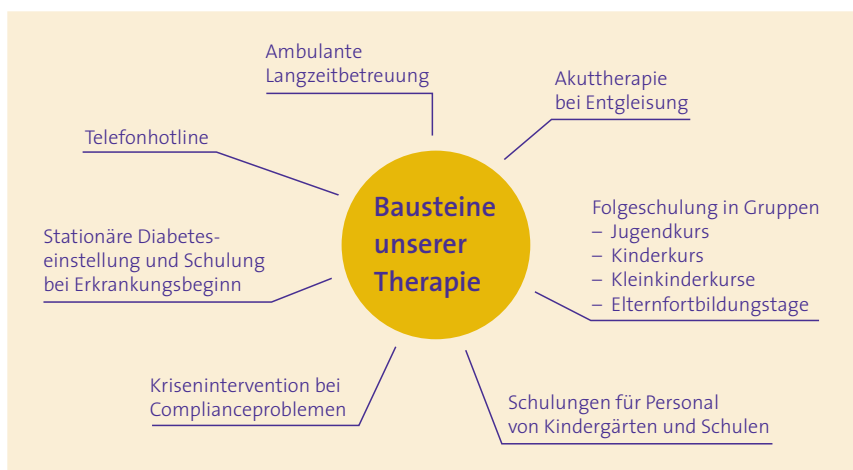 Ambulante
Langzeitbetreuung
Akuttherapie
bei Entgleisung
Telefonhotline
Bausteine
unserer
Therapie
Folgeschulung in Gruppen
– Jugendkurs
– Kinderkurs
– Kleinkinderkurse
– Elternfortbildungstage
Stationäre Diabetes-
einstellung und Schulung
bei Erkrankungsbeginn
Krisenintervention bei
Complianceproblemen
Schulungen für Personal
von Kindergärten und Schulen